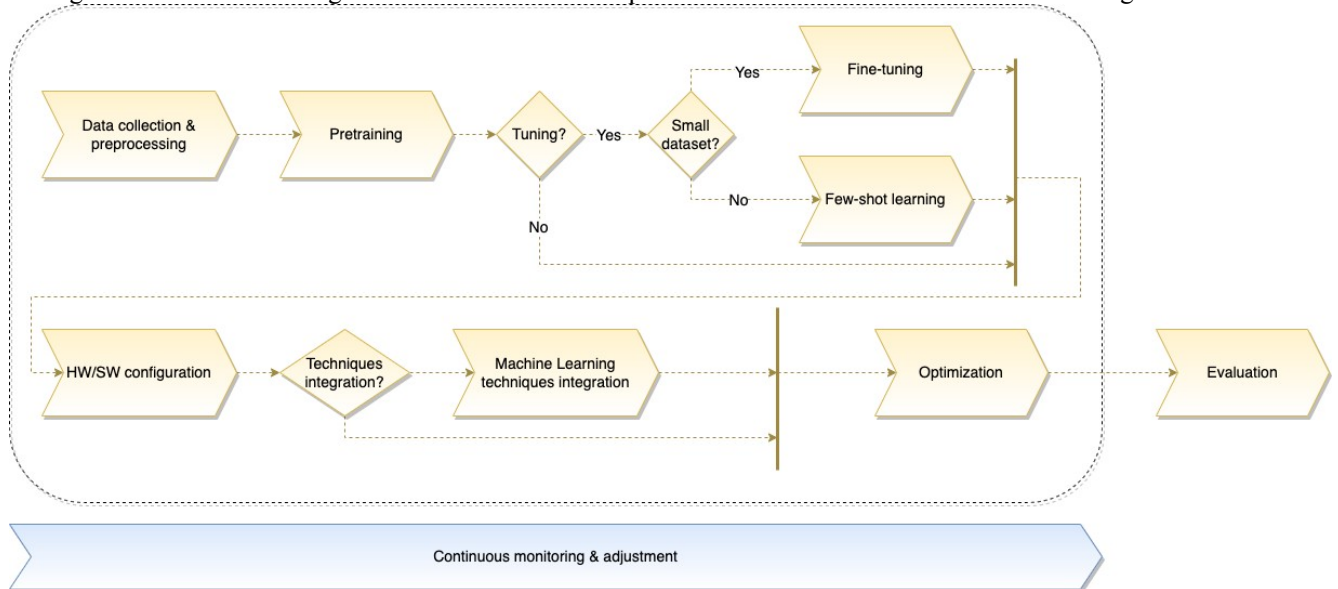 Data collection &
preprocessing
Pretraining
Tuning?
Yes
Small
dataset?
Yes
Fine-tuning
No
Few-shot learning
No
HW/SW configuration
Techniques
integration?
Machine Learning
techniques integration
Optimization
Evaluation
Continuous monitoring & adjustment